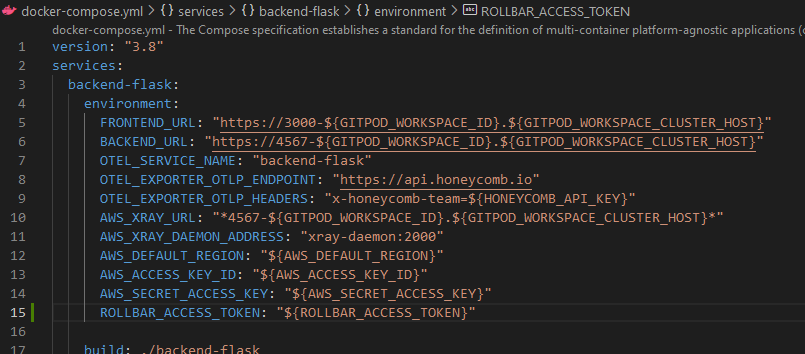 docker-compose.yml > {} services > {} backend-flask > {} environment > abc ROLLBAR_ACCESS_TOKEN
docker-compose.yml - The Compose specification establishes a standard for the definition of multi-container platform-agnostic applications (
1 version: "3.8"
2 services:
3 backend-flask:
4 environment:
5 FRONTEND_URL: "https://3000-${GITPOD_WORKSPACE_ID}.${GITPOD_WORKSPACE_CLUSTER_HOST}"
6 BACKEND_URL: "https://4567-${GITPOD_WORKSPACE_ID}.${GITPOD_WORKSPACE_CLUSTER_HOST}"
7 OTEL_SERVICE_NAME: "backend-flask"
8 OTEL_EXPORTER_OTLP_ENDPOINT: "https://api.honeycomb.io"
9 OTEL_EXPORTER_OTLP_HEADERS: "x-honeycomb-team=${HONEYCOMB_API_KEY}"
10 AWS_XRAY_URL: "*4567-${GITPOD_WORKSPACE_ID}.${GITPOD_WORKSPACE_CLUSTER_HOST}*"
11 AWS_XRAY_DAEMON_ADDRESS: "xray-daemon:2000"
12 AWS_DEFAULT_REGION: "${AWS_DEFAULT_REGION}"
13 AWS_ACCESS_KEY_ID: "${AWS_ACCESS_KEY_ID}"
14 AWS_SECRET_ACCESS_KEY: "${AWS_SECRET_ACCESS_KEY}"
15 ROLLBAR_ACCESS_TOKEN: "${ROLLBAR_ACCESS_TOKEN}"
16
17 build: ./backend-flask